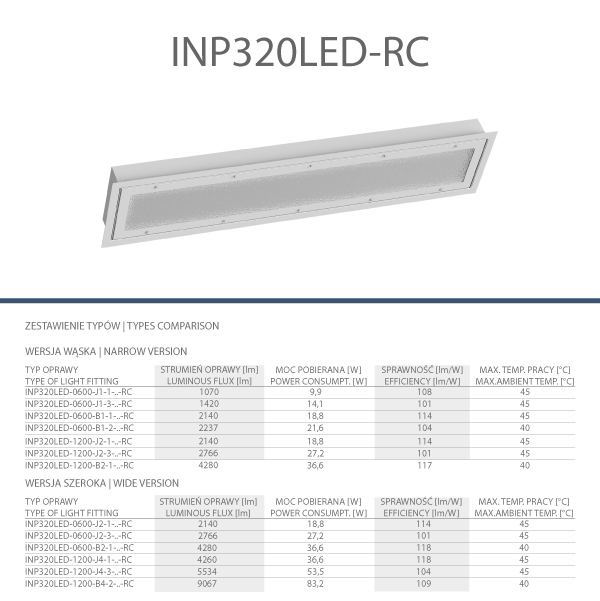 INP320LED-RC
ZESTAWIENIE TYPÓW | TYPES COMPARISON
WERSJA WĄSKA | NARROW VERSION
TYP OPRAWY STRUMIEŃ OPRAWY [lm] MOC POBIERANA [W] SPRAWNOŚĆ [lm/W] MAX. TEMP. PRACY [°C]
TYPE OF LIGHT FITTING LUMINOUS FLUX [lm] POWER CONSUMPT. [W] EFFICIENCY [lm/W] MAX.AMBIENT TEMP. [°C]
INP320LED-0600-J1-1-..-RC 1070 9,9 108 45
INP320LED-0600-J1-3-..-RC 1420 14,1 101 45
INP320LED-0600-B1-1-..-RC 2140 18,8 114 45
INP320LED-0600-B1-2-..-RC 2237 21,6 104 40
INP320LED-1200-J2-1-..-RC 2140 18,8 114 45
INP320LED-1200-J2-3-..-RC 2766 27,2 101 45
INP320LED-1200-B2-1-..-RC 4280 36,6 117 40
WERSJA SZEROKA | WIDE VERSION
TYP OPRAWY STRUMIEŃ OPRAWY [lm] MOC POBIERANA [W] SPRAWNOŚĆ [lm/W] MAX. TEMP. PRACY [°C]
TYPE OF LIGHT FITTING LUMINOUS FLUX [lm] POWER CONSUMPT. [W] EFFICIENCY [lm/W] MAX.AMBIENT TEMP. [°C]
INP320LED-0600-J2-1-..-RC 2140 18,8 114 45
INP320LED-0600-J2-3-..-RC 2766 27,2 101 45
INP320LED-0600-B2-1-..-RC 4280 36,6 118 40
INP320LED-1200-J4-1-..-RC 4260 36,6 118 45
INP320LED-1200-J4-3-..-RC 5534 53,5 104 45
INP320LED-1200-B4-2-..-RC 9067 83,2 109 40